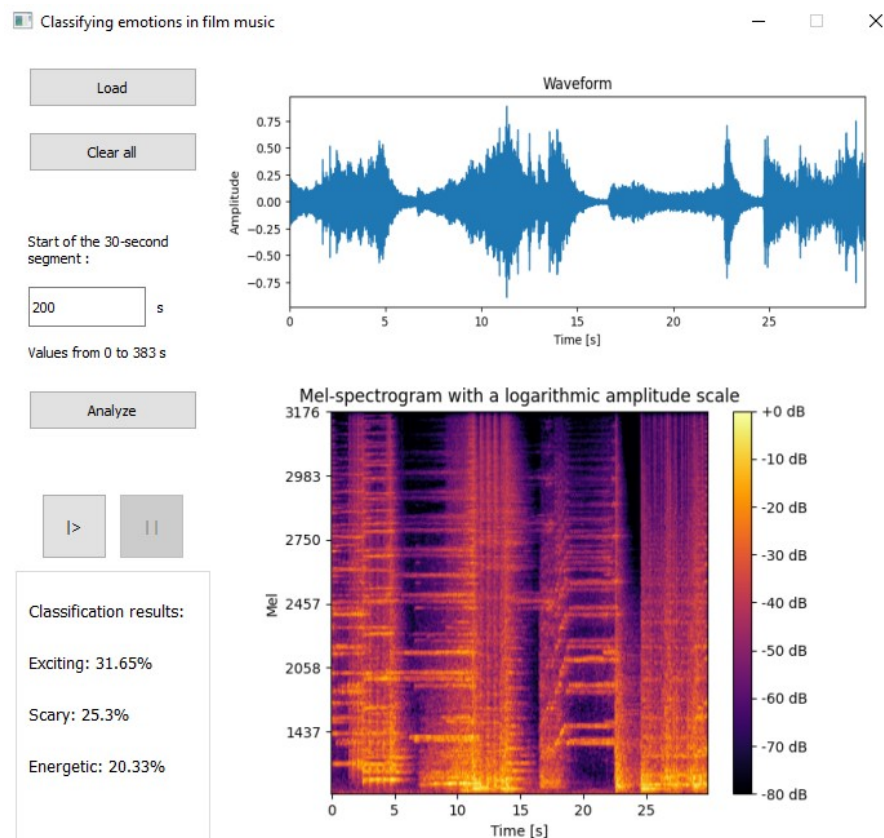 Classifying emotions in film music
Load
Clear all
Start of the 30-second
segment :
200 s
Values from 0 to 383 s
Analyze
|> ||
Classification results:
Exciting: 31.65%
Scary: 25.3%
Energetic: 20.33%
Waveform
Amplitude
0.75
0.50
0.25
0.00
−0.25
−0.50
−0.75
0 5 10 15 20 25
Time [s]
Mel-spectrogram with a logarithmic amplitude scale
Mel
3176
2983
2750
2457
2058
1437
0 5 10 15 20 25
Time [s]
+0 dB
-10 dB
-20 dB
-30 dB
-40 dB
-50 dB
-60 dB
-70 dB
-80 dB